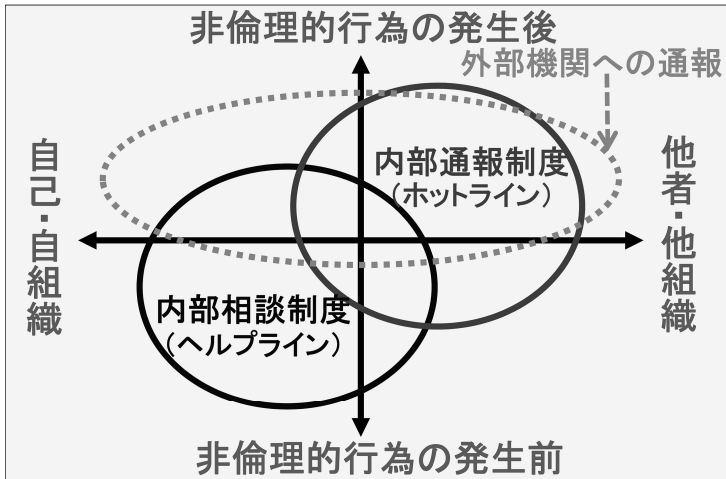 非倫理的行為の発生後
外部機関への通報
自己・自組織
内部通報制度
（ホットライン）
他者・他組織
内部相談制度
（ヘルプライン）
非倫理的行為の発生前